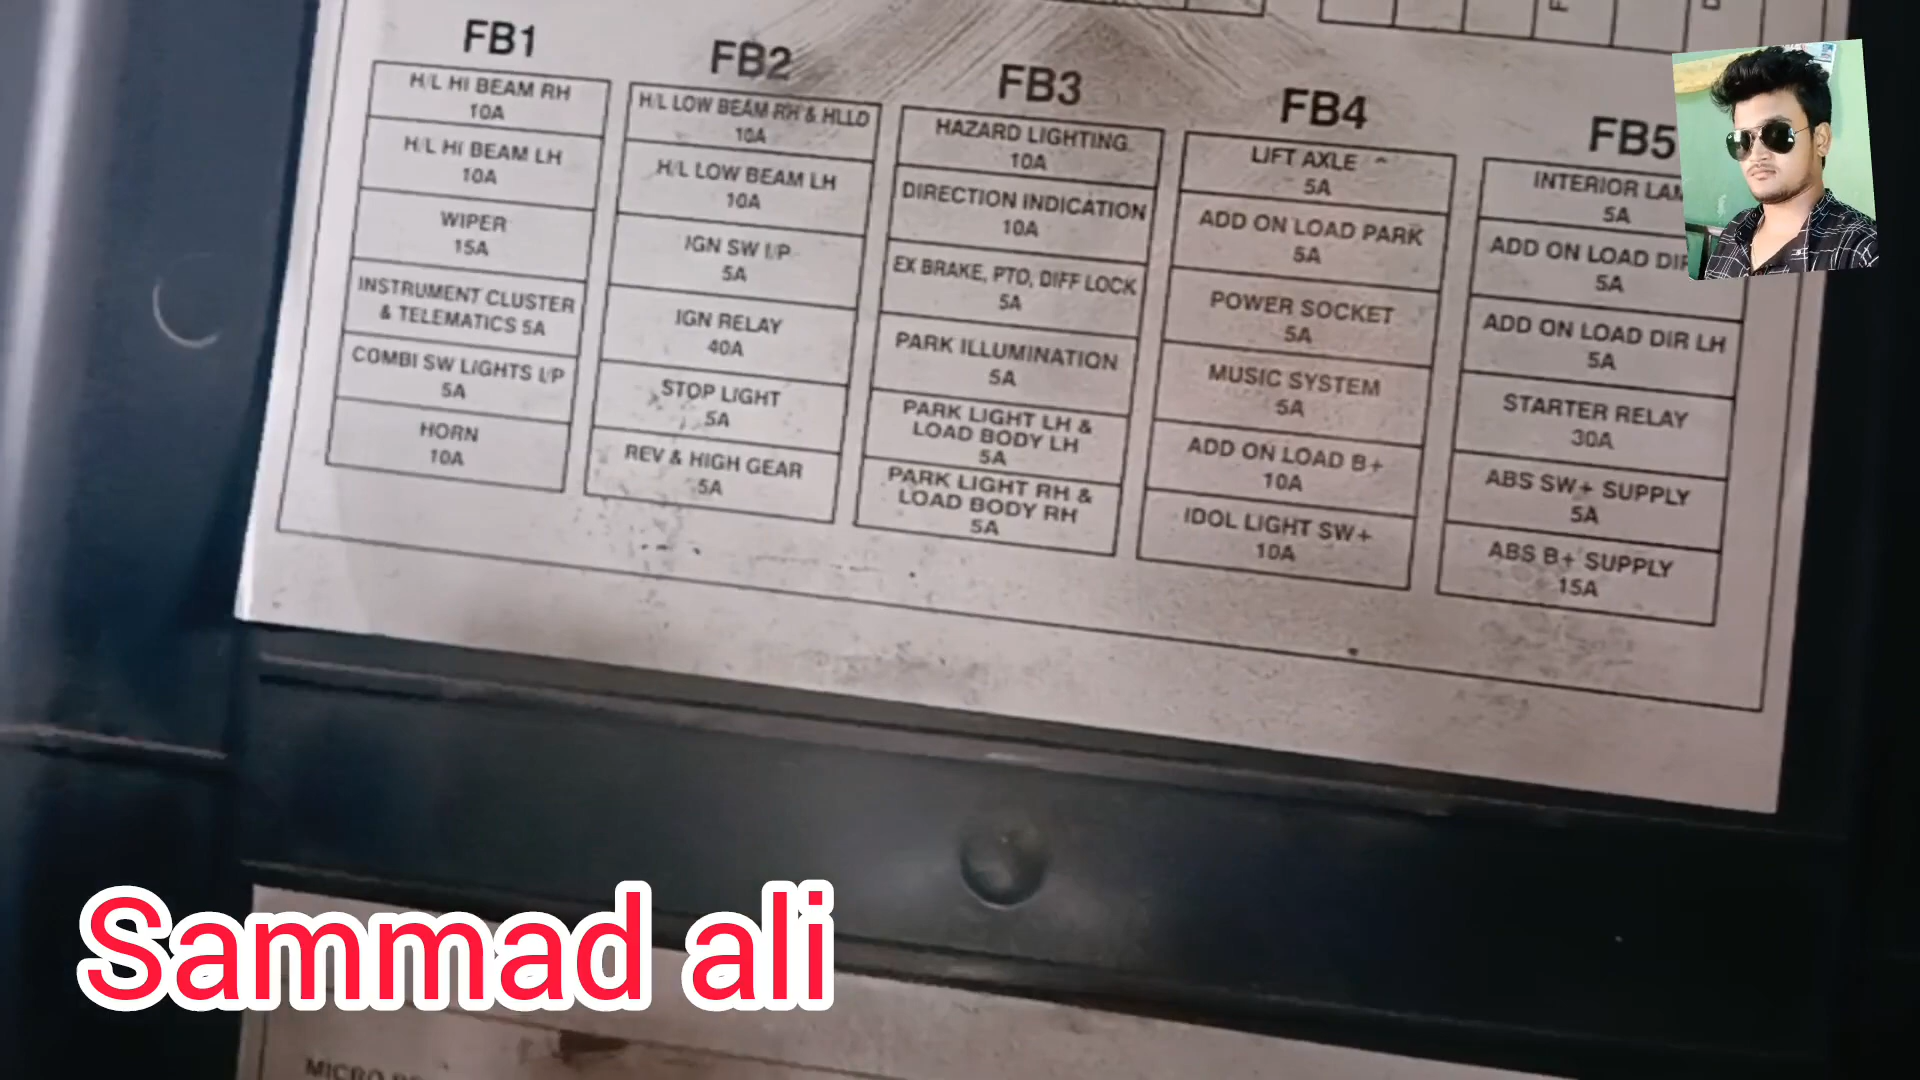 FB1
H/L HI BEAM RH
10A
H/L HI BEAM LH
10A
WIPER
15A
INSTRUMENT CLUSTER
& TELEMATICS 5A
COMBI SW LIGHTS I/P
5A
HORN
10A
FB2
H/L LOW BEAM RH & HLLD
10A
H/L LOW BEAM LH
10A
IGN SW I/P
5A
IGN RELAY
40A
STOP LIGHT
5A
REV & HIGH GEAR
5A
FB3
HAZARD LIGHTING
10A
DIRECTION INDICATION
10A
EX BRAKE, PTO, DIFF LOCK
5A
PARK ILLUMINATION
5A
PARK LIGHT LH &
LOAD BODY LH
5A
PARK LIGHT RH &
LOAD BODY RH
5A
FB4
LIFT AXLE
5A
ADD ON LOAD PARK
5A
POWER SOCKET
5A
MUSIC SYSTEM
5A
ADD ON LOAD B+
10A
IDOL LIGHT SW+
10A
FB5
INTERIOR
5A
ADD ON LOAD
5A
ADD ON LOAD DIR LH
5A
STARTER RELAY
30A
ABS SW+ SUPPLY
5A
ABS B+ SUPPLY
15A
Sammad ali
MICRO